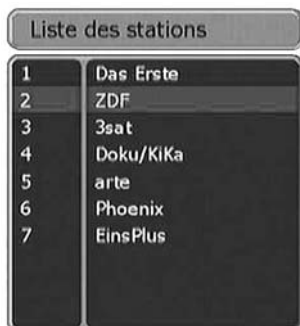 Liste des stations
1 Das Erste
2 ZDF
3 3sat
4 Doku/KiKa
5 arte
6 Phoenix
7 EinsPlus